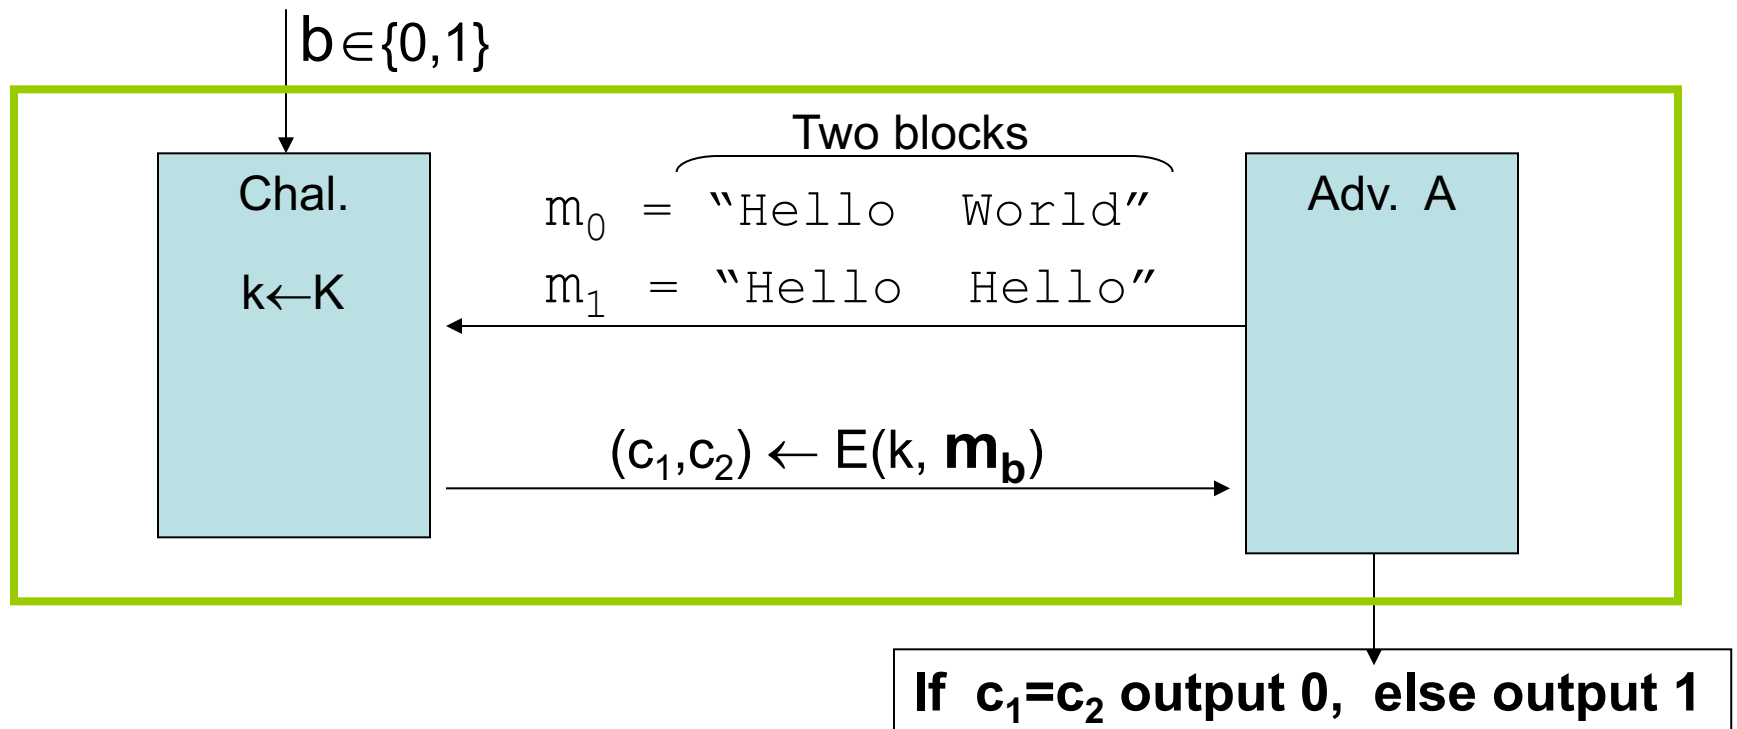 b∈{0,1}
Two blocks
Chal.
k←K
m₀ = “Hello World”
m₁ = “Hello Hello”
Adv. A
(c₁,c₂) ← E(k, m_b)
If c₁=c₂ output 0, else output 1